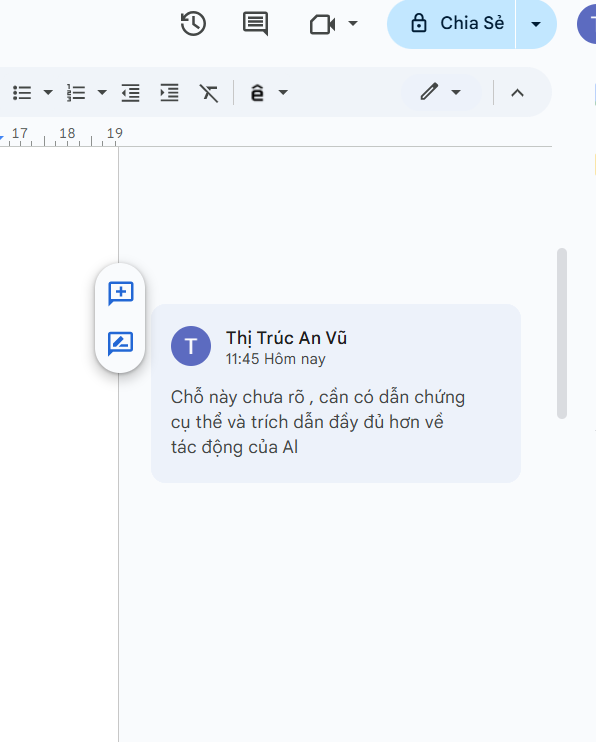 Chia Sẻ
ê
17 18 19
Thị Trúc An Vũ
T
11:45 Hôm nay
Chỗ này chưa rõ , cần có dẫn chứng
cụ thể và trích dẫn đầy đủ hơn về
tác động của AI